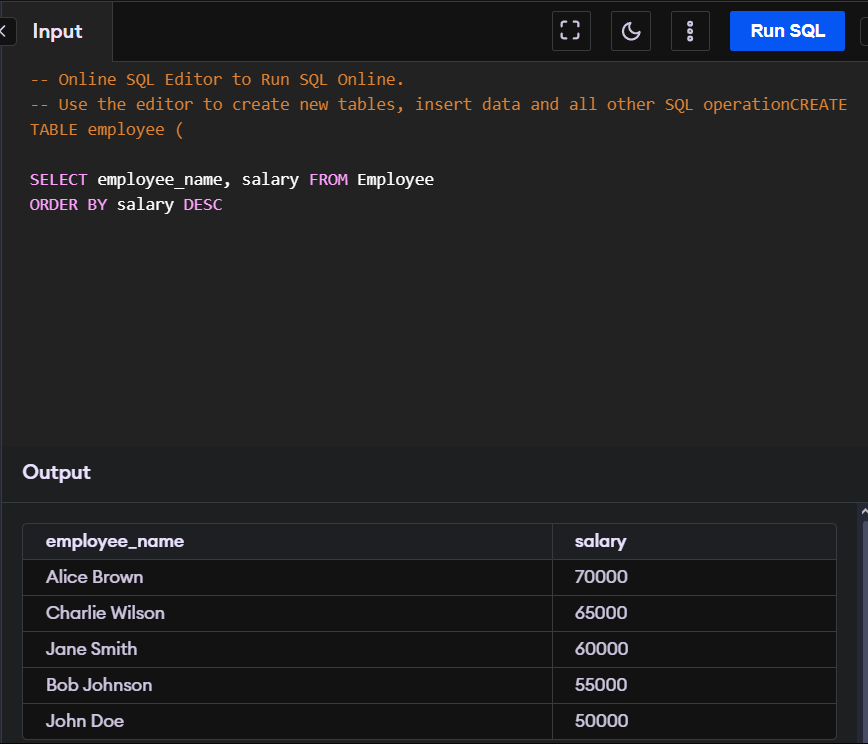 Input
Run SQL
-- Online SQL Editor to Run SQL Online.
-- Use the editor to create new tables, insert data and all other SQL operationCREATE
TABLE employee (
SELECT employee_name, salary FROM Employee
ORDER BY salary DESC
Output
employee_name salary
Alice Brown 70000
Charlie Wilson 65000
Jane Smith 60000
Bob Johnson 55000
John Doe 50000